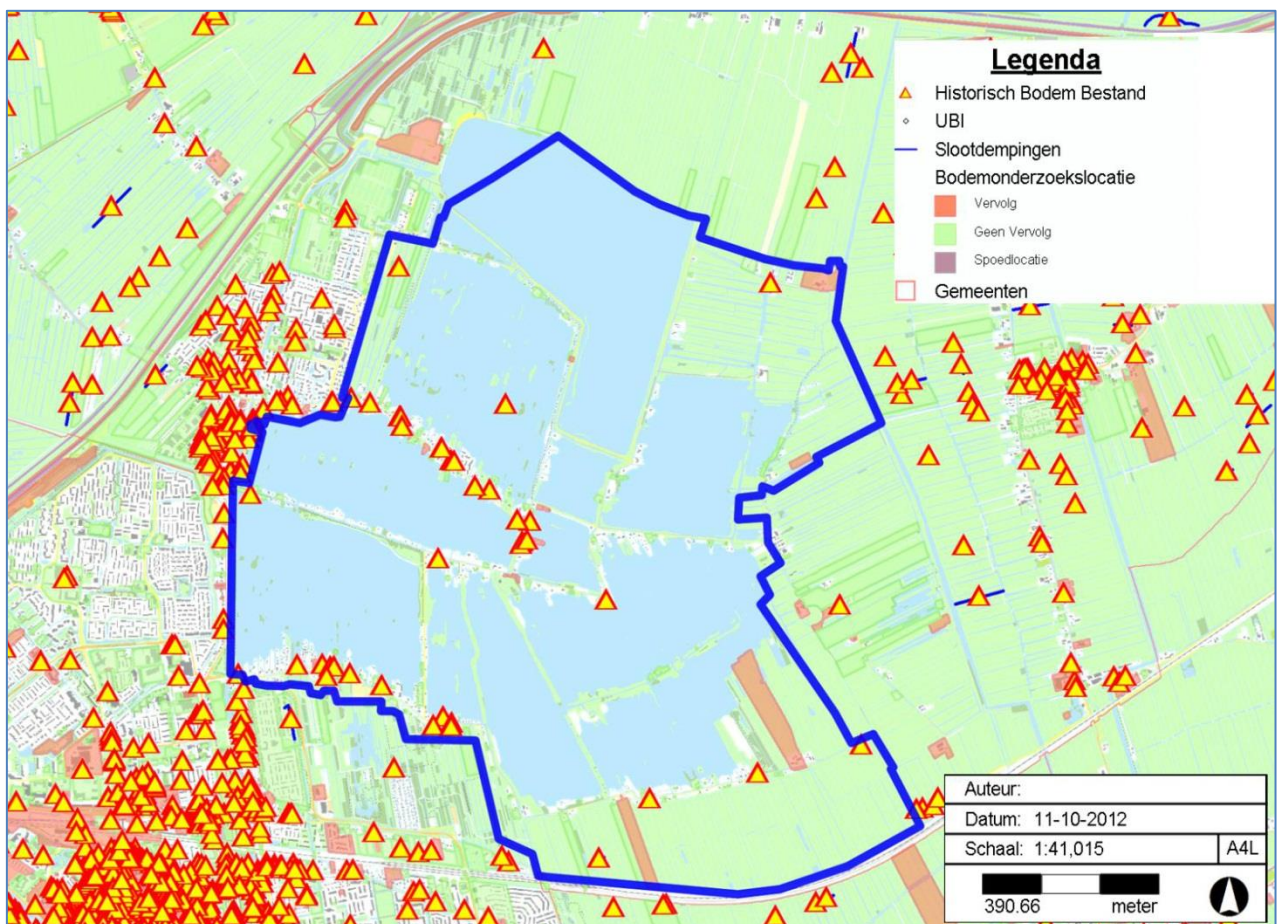 Legenda
Historisch Bodem Bestand
UBI
Slootdempingen
Bodemonderzoekslocatie
Vervolg
Geen Vervolg
Spoedlocatie
Gemeenten
Auteur:
Datum: 11-10-2012
Schaal: 1:41,015 A4L
390.66 meter